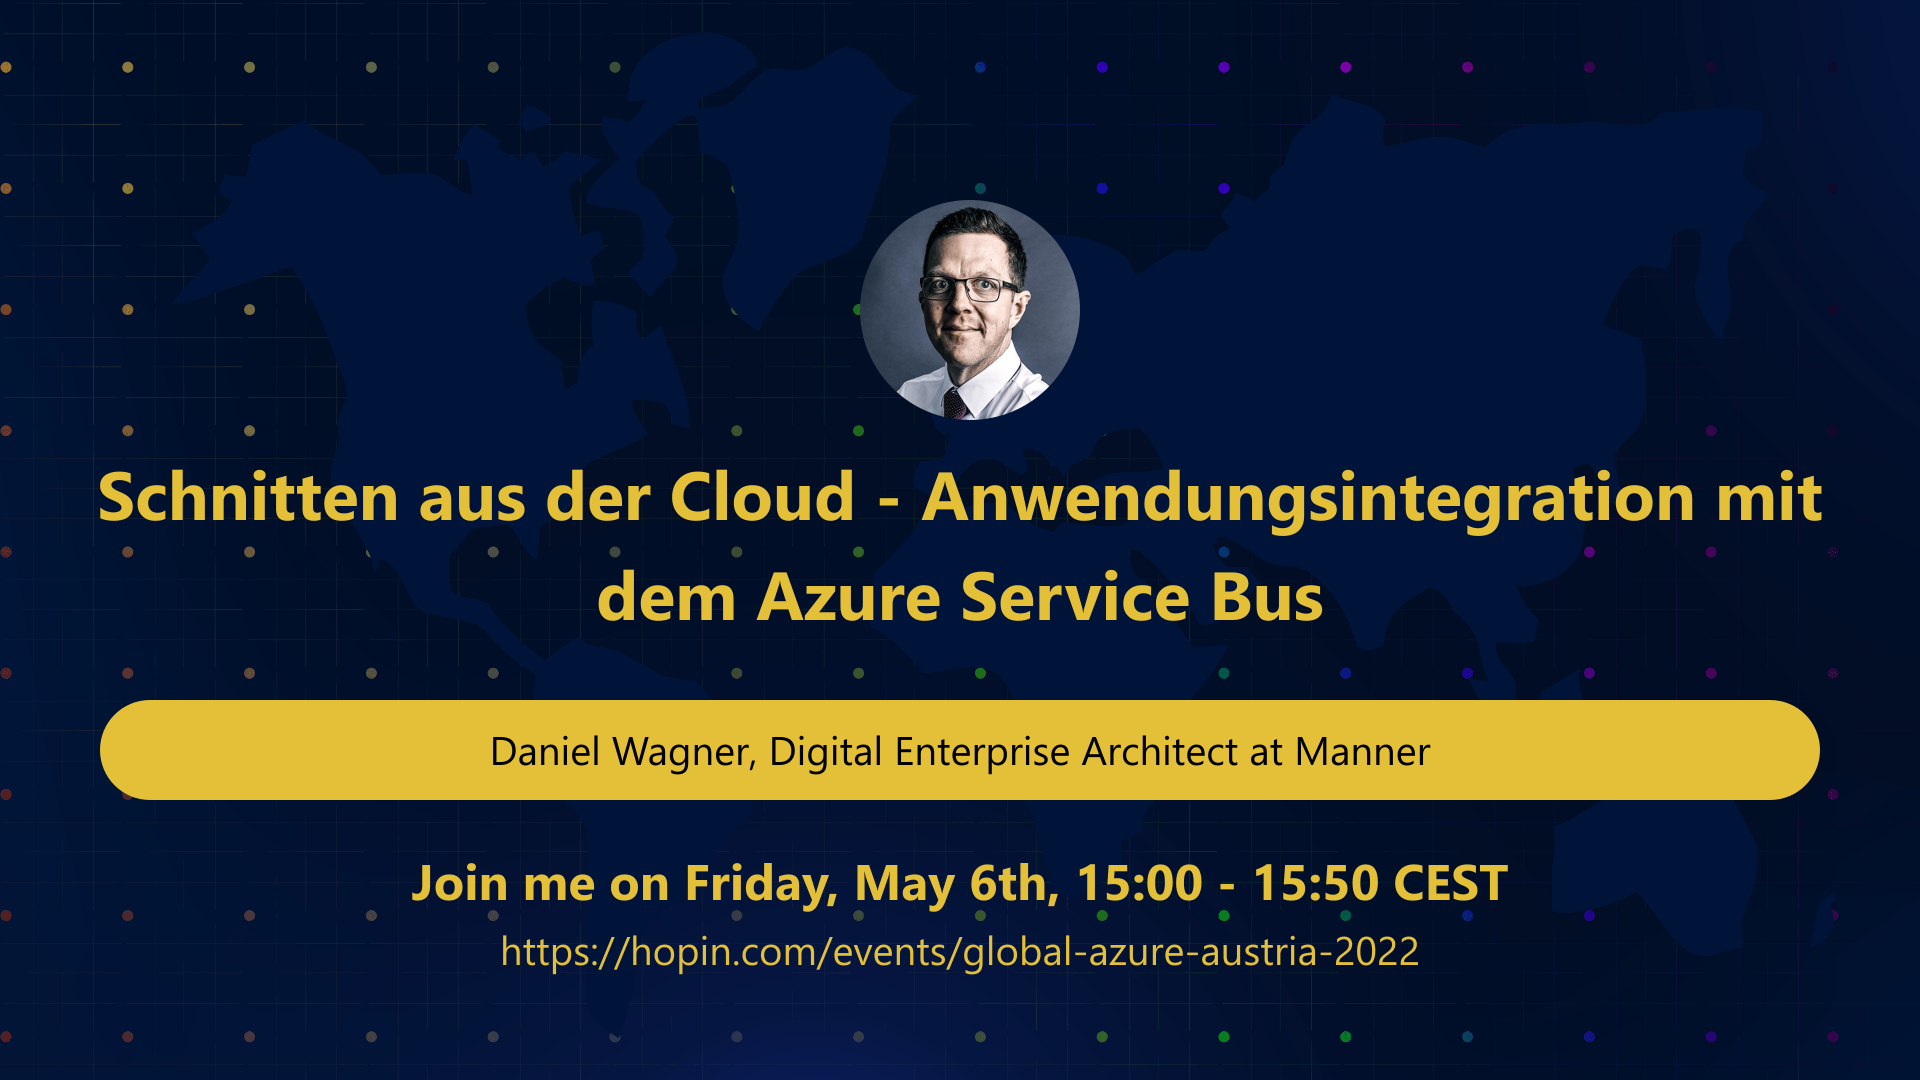 Schnitten aus der Cloud - Anwendungsintegration mit
dem Azure Service Bus
Daniel Wagner, Digital Enterprise Architect at Manner
Join me on Friday, May 6th, 15:00 - 15:50 CEST
https://hopin.com/events/global-azure-austria-2022